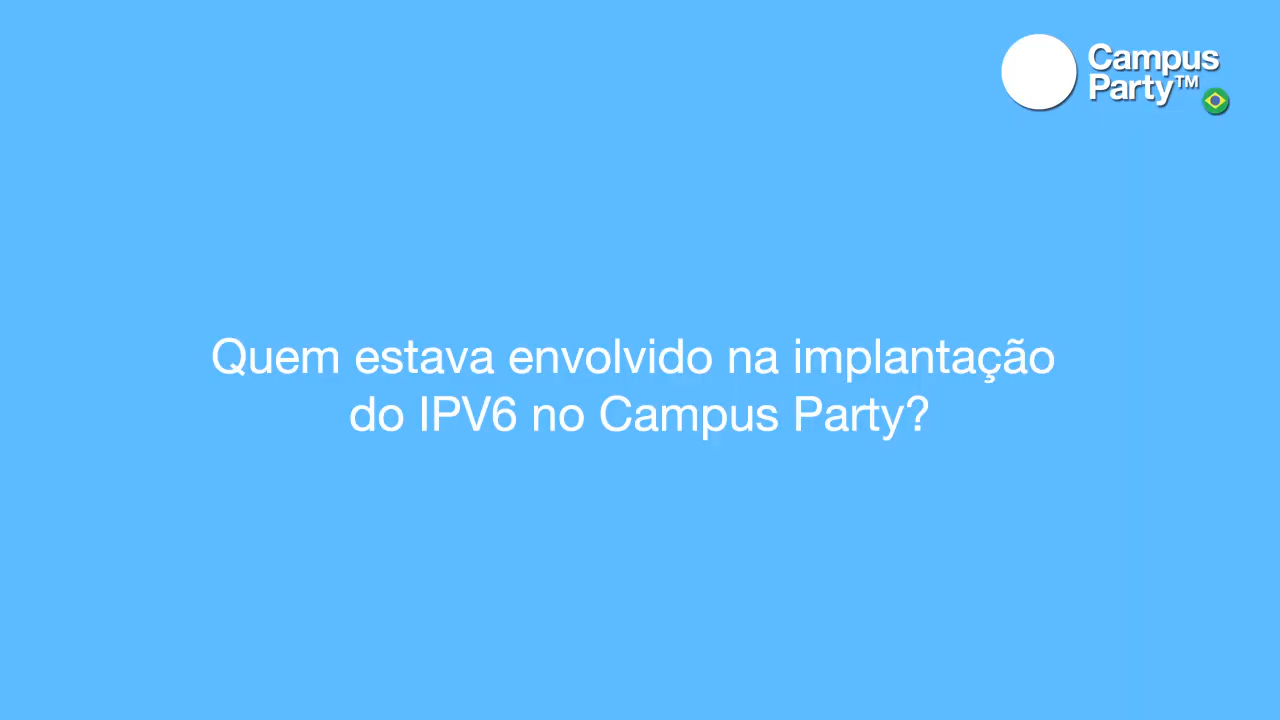 Campus
Party™
Quem estava envolvido na implantação
do IPV6 no Campus Party?